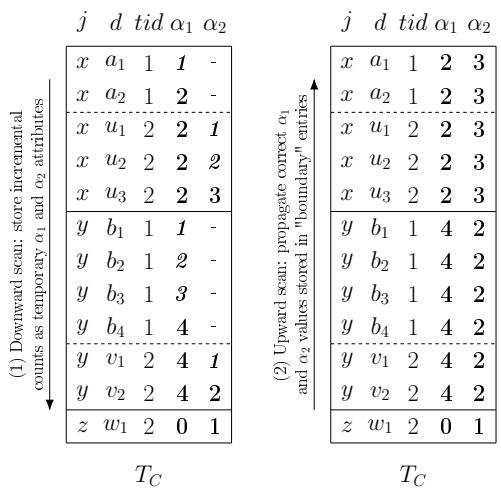 j d tid α₁ α₂
x a₁ 1 1 -
x a₂ 1 2 -
x u₁ 2 2 1
x u₂ 2 2 2
x u₃ 2 2 3
y b₁ 1 1 -
y b₂ 1 2 -
y b₃ 1 3 -
y b₄ 1 4 -
y v₁ 2 4 1
y v₂ 2 4 2
z w₁ 2 0 1
T_C
(1) Downward scan: store incremental
counts as temporary α₁ and α₂ attributes
j d tid α₁ α₂
x a₁ 1 2 3
x a₂ 1 2 3
x u₁ 2 2 3
x u₂ 2 2 3
x u₃ 2 2 3
y b₁ 1 4 2
y b₂ 1 4 2
y b₃ 1 4 2
y b₄ 1 4 2
y v₁ 2 4 2
y v₂ 2 4 2
z w₁ 2 0 1
T_C
(2) Upward scan: propagate correct α₁
and α₂ values stored in "boundary" entries